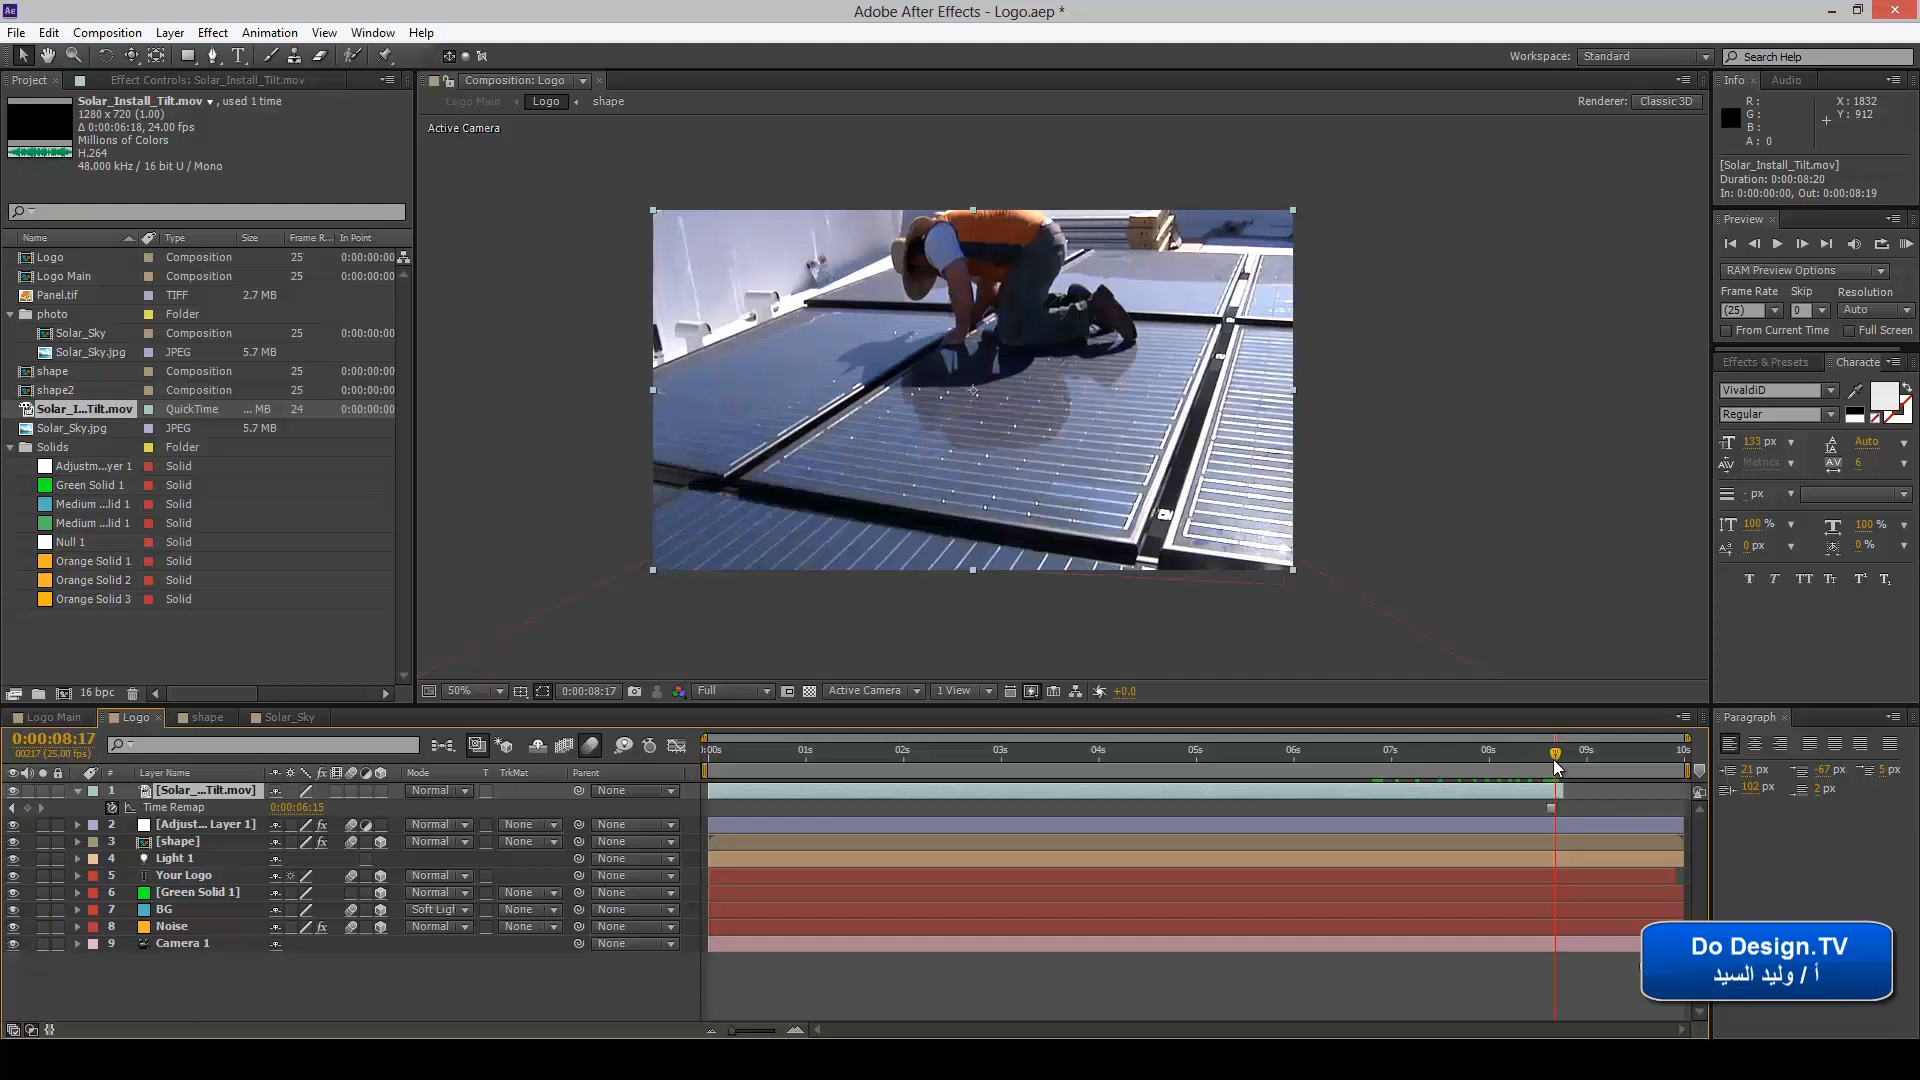 Adobe After Effects - Logo.aep *
File Edit Composition Layer Effect Animation View Window Help
Workspace: Standard Search Help
Project Effect Controls: Solar_Install_Tilt.mov
Composition: Logo
Info Audio
Solar_Install_Tilt.mov , used 1 time
1280 x 720 (1.00)
Δ 0:00:06:18, 24.00 fps
Millions of Colors
H.264
48.000 kHz / 16 bit U / Mono
Logo Main Logo shape
Renderer: Classic 3D
Active Camera
R: X: 1832
G: Y: 912
B:
A: 0
[Solar_Install_Tilt.mov]
Duration: 0:00:08:20
In: 0:00:00:00, Out: 0:00:08:19
Preview
RAM Preview Options
Frame Rate Skip Resolution
(25) 0 Auto
From Current Time Full Screen
Effects & Presets Characte
VivaldiD
Regular
133 px Auto
Metrics 6
- px
100 % 100 %
0 px 0 %
Name Type Size Frame R... In Point
Logo Composition 25 0:00:00:00
Logo Main Composition 25 0:00:00:00
Panel.tif TIFF 2.7 MB
photo Folder
Solar_Sky Composition 25 0:00:00:00
Solar_Sky.jpg JPEG 5.7 MB
shape Composition 25 0:00:00:00
shape2 Composition 25 0:00:00:00
Solar_I...Tilt.mov QuickTime ... MB 24 0:00:00:00
Solar_Sky.jpg JPEG 5.7 MB
Solids Folder
Adjustm...yer 1 Solid
Green Solid 1 Solid
Medium ...lid 1 Solid
Medium ...lid 1 Solid
Null 1 Solid
Orange Solid 1 Solid
Orange Solid 2 Solid
Orange Solid 3 Solid
16 bpc
50% 0:00:08:17 Full Active Camera 1 View +0.0
Logo Main Logo shape Solar_Sky
0:00:08:17
00217 (25.00 fps)
:00s 01s 02s 03s 04s 05s 06s 07s 08s 09s 10s
# Layer Name Mode T TrkMat Parent
1 [Solar_...Tilt.mov] Normal None
Time Remap 0:00:06:15
2 [Adjust... Layer 1] Normal None None
3 [shape] Normal None None
4 Light 1 None
5 Your Logo Normal None
6 [Green Solid 1] Normal None None
7 BG Soft Ligh None None
8 Noise Normal None None
9 Camera 1 None
Paragraph
21 px -67 px 5 px
102 px 2 px
Do Design.TV
أ / وليد السيد